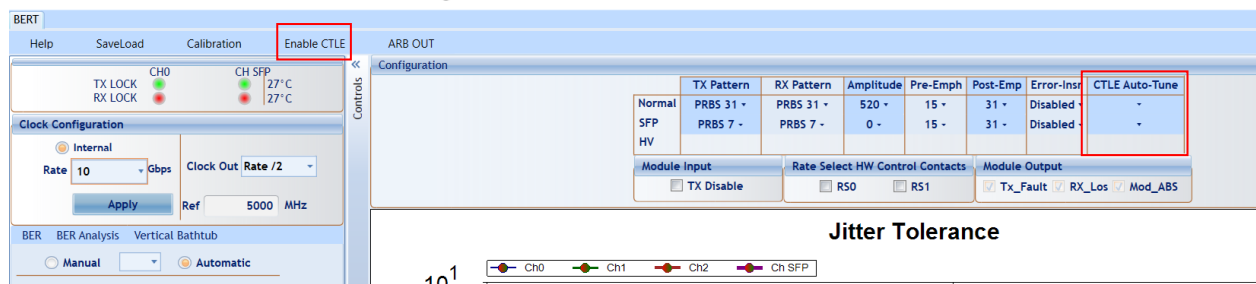 BERT
Help SaveLoad Calibration Enable CTLE ARB OUT
CH0 CH SFP
TX LOCK 27°C
RX LOCK 27°C
Clock Configuration
Internal
Rate 10 Gbps Clock Out Rate /2
Apply Ref 5000 MHz
BER BER Analysis Vertical Bathtub
Manual Automatic
« Controls
Configuration
TX Pattern RX Pattern Amplitude Pre-Emph Post-Emp Error-Insr CTLE Auto-Tune
Normal PRBS 31 PRBS 31 520 15 31 Disabled
SFP PRBS 7 PRBS 7 0 15 31 Disabled
HV
Module Input Rate Select HW Control Contacts Module Output
TX Disable RS0 RS1 Tx_Fault RX_Los Mod_ABS
Jitter Tolerance
Ch0 Ch1 Ch2 Ch SFP
10¹